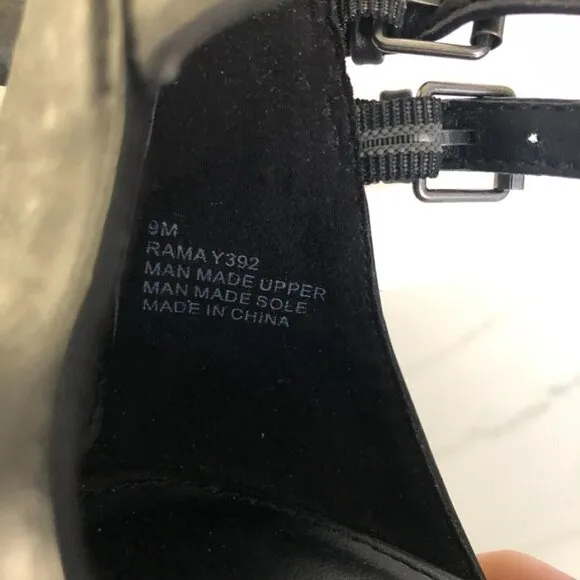 9M
RAMA Y392
MAN MADE UPPER
MAN MADE SOLE
MADE IN CHINA